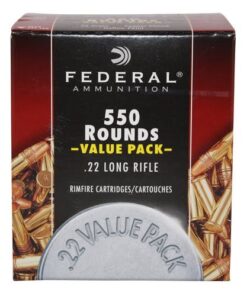 FEDERAL
AMMUNITION
550
ROUNDS
–VALUE PACK–
.22 LONG RIFLE
RIMFIRE CARTRIDGES/CARTOUCHES
.22 VALUE PACK